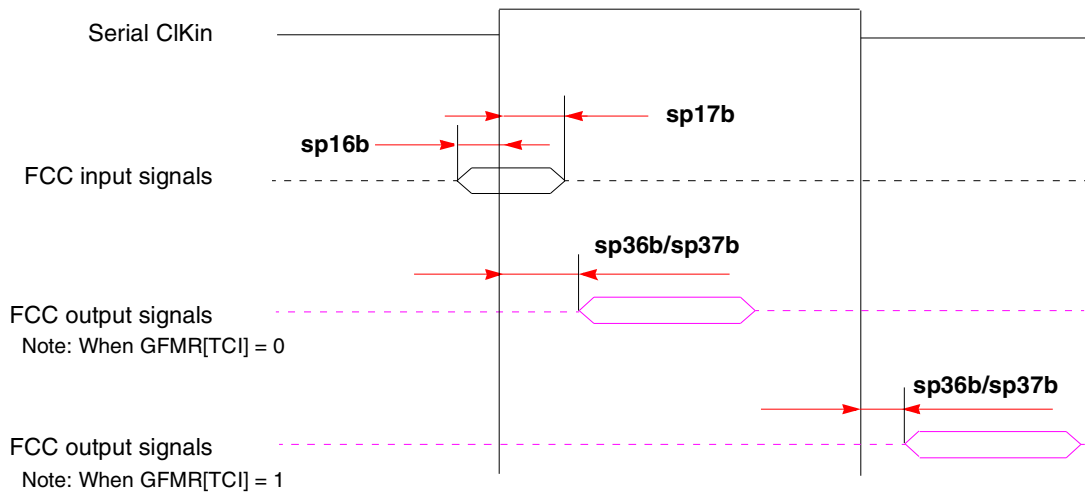 Serial ClKin
sp17b
sp16b
FCC input signals
sp36b/sp37b
FCC output signals
Note: When GFMR[TCI] = 0
sp36b/sp37b
FCC output signals
Note: When GFMR[TCI] = 1